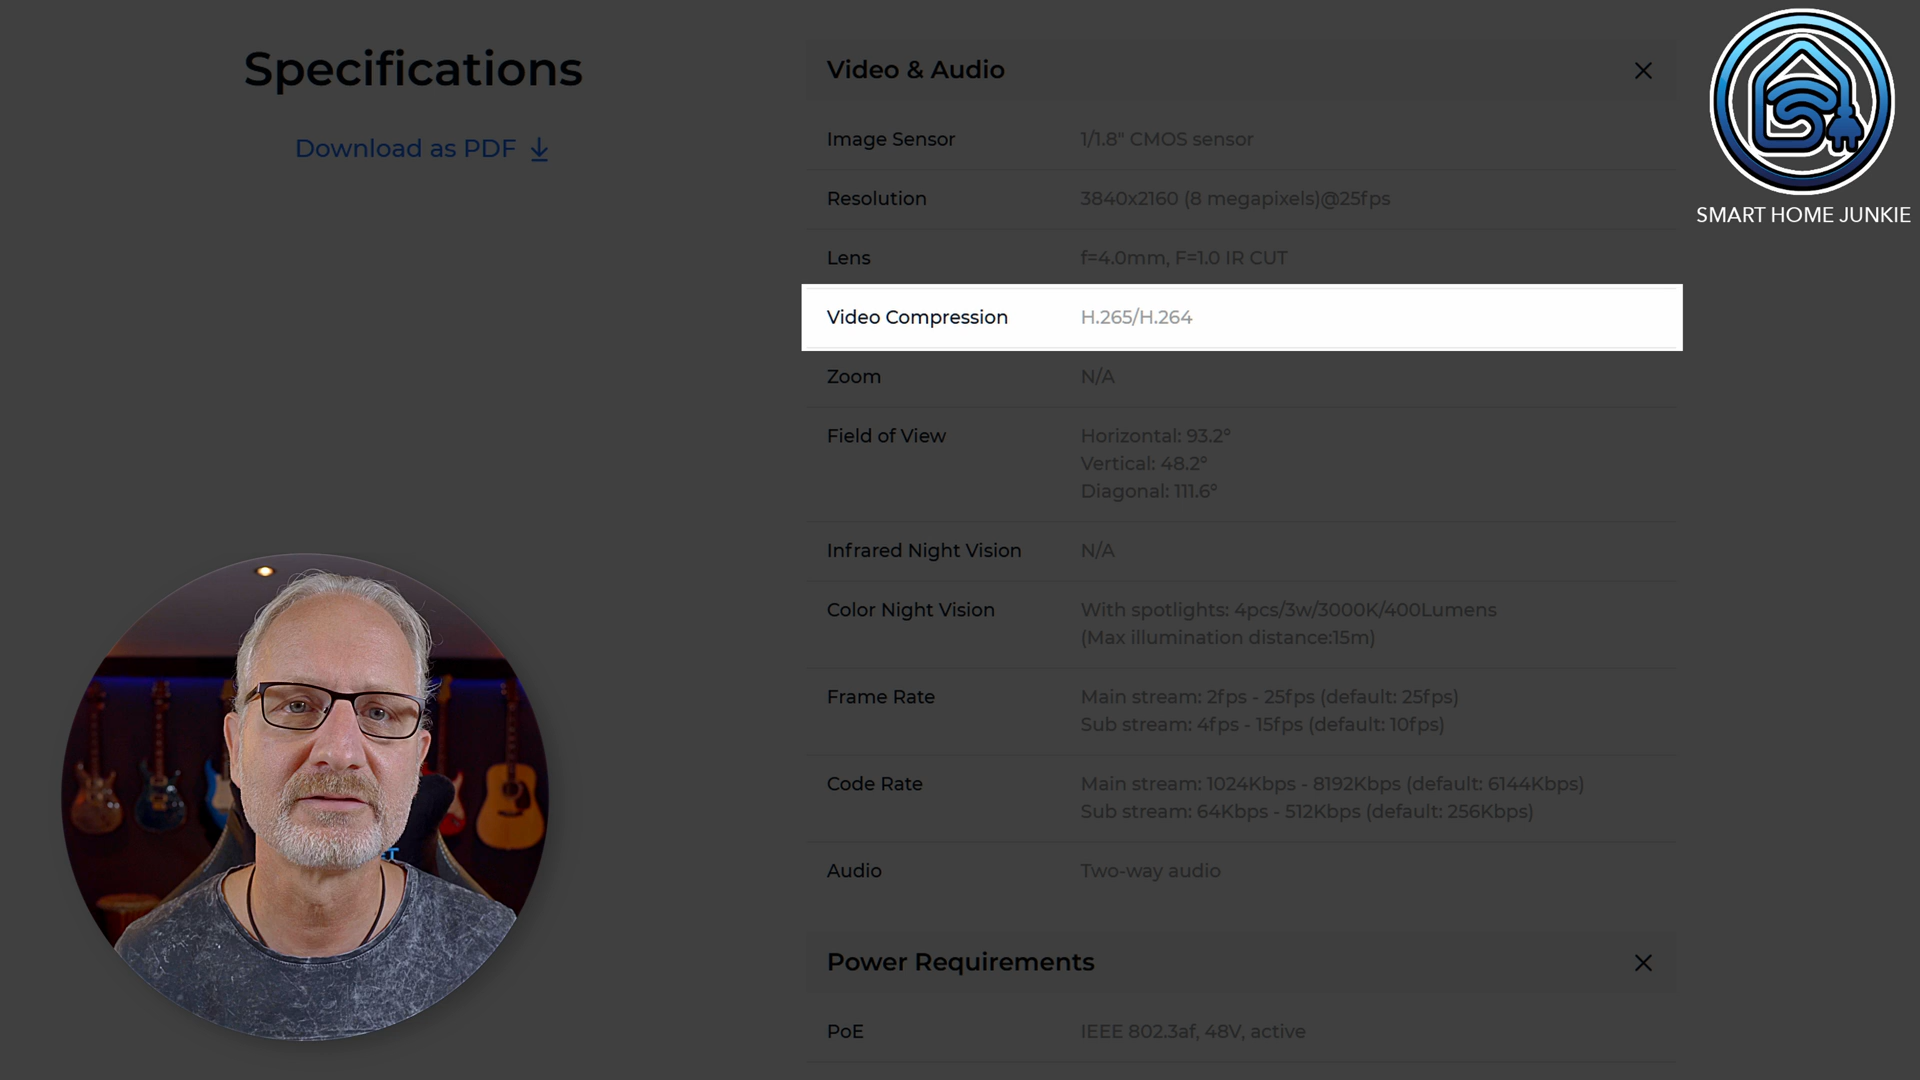 Specifications
Download as PDF
Video & Audio
Image Sensor 1/1.8" CMOS sensor
Resolution 3840x2160 (8 megapixels)@25fps
Lens f=4.0mm, F=1.0 IR CUT
Video Compression H.265/H.264
Zoom N/A
Field of View Horizontal: 93.2°
Vertical: 48.2°
Diagonal: 111.6°
Infrared Night Vision N/A
Color Night Vision With spotlights: 4pcs/3w/3000K/400Lumens
(Max illumination distance:15m)
Frame Rate Main stream: 2fps - 25fps (default: 25fps)
Sub stream: 4fps - 15fps (default: 10fps)
Code Rate Main stream: 1024Kbps - 8192Kbps (default: 6144Kbps)
Sub stream: 64Kbps - 512Kbps (default: 256Kbps)
Audio Two-way audio
Power Requirements
PoE IEEE 802.3af, 48V, active
SMART HOME JUNKIE